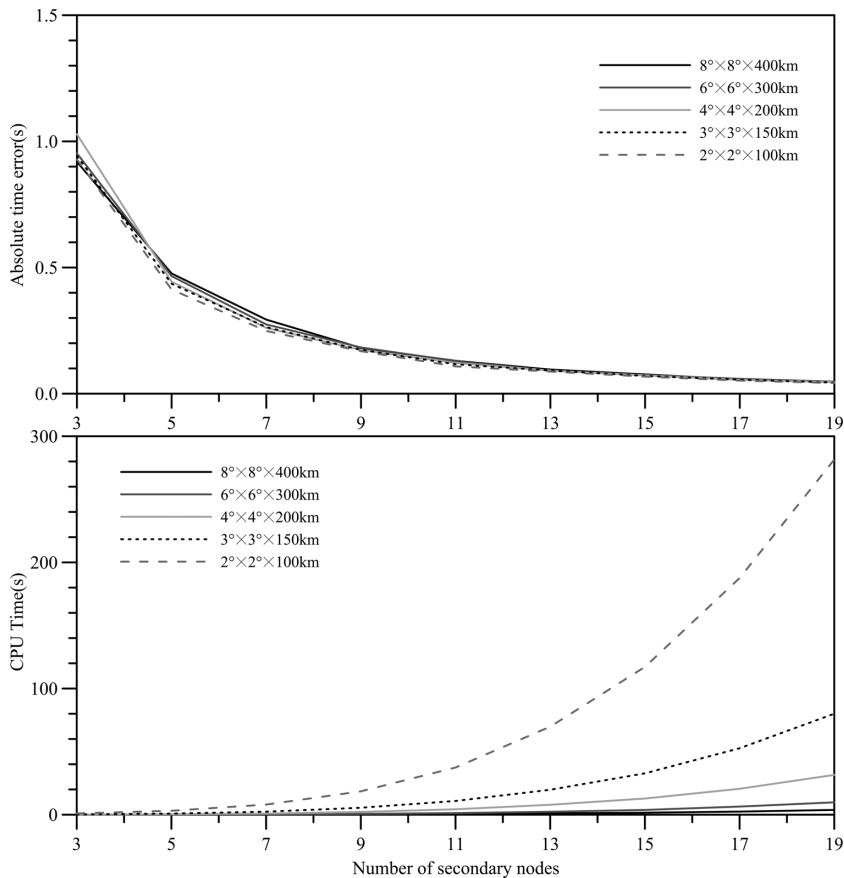 1.5
1.0
0.5
0.0
Absolute time error(s)
8°×8°×400km
6°×6°×300km
4°×4°×200km
3°×3°×150km
2°×2°×100km
3 5 7 9 11 13 15 17 19
300
200
100
0
CPU Time(s)
8°×8°×400km
6°×6°×300km
4°×4°×200km
3°×3°×150km
2°×2°×100km
3 5 7 9 11 13 15 17 19
Number of secondary nodes